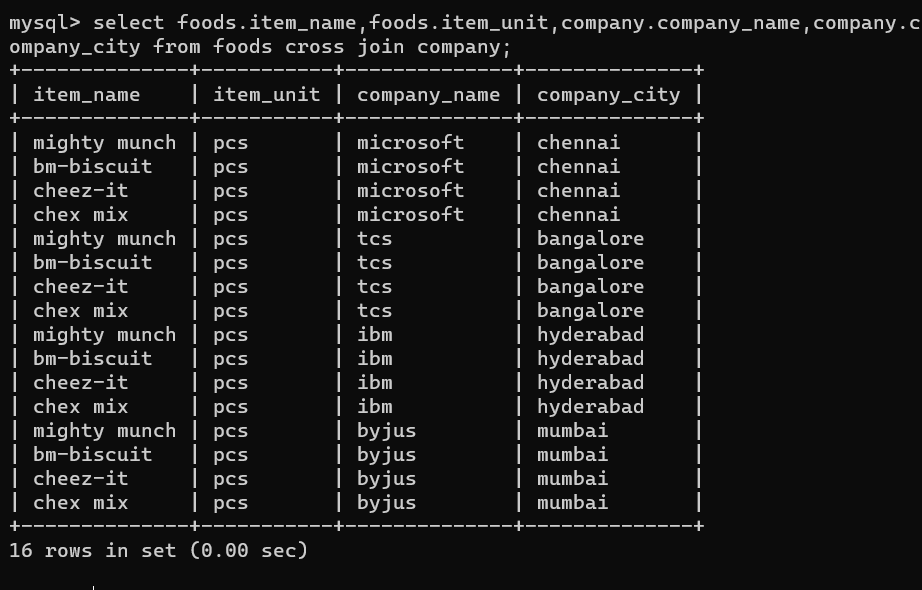 mysql> select foods.item_name,foods.item_unit,company.company_name,company.c
ompany_city from foods cross join company;
+--------------+-----------+--------------+--------------+
| item_name    | item_unit | company_name | company_city |
+--------------+-----------+--------------+--------------+
| mighty munch | pcs       | microsoft    | chennai      |
| bm-biscuit   | pcs       | microsoft    | chennai      |
| cheez-it     | pcs       | microsoft    | chennai      |
| chex mix     | pcs       | microsoft    | chennai      |
| mighty munch | pcs       | tcs          | bangalore    |
| bm-biscuit   | pcs       | tcs          | bangalore    |
| cheez-it     | pcs       | tcs          | bangalore    |
| chex mix     | pcs       | tcs          | bangalore    |
| mighty munch | pcs       | ibm          | hyderabad    |
| bm-biscuit   | pcs       | ibm          | hyderabad    |
| cheez-it     | pcs       | ibm          | hyderabad    |
| chex mix     | pcs       | ibm          | hyderabad    |
| mighty munch | pcs       | byjus        | mumbai       |
| bm-biscuit   | pcs       | byjus        | mumbai       |
| cheez-it     | pcs       | byjus        | mumbai       |
| chex mix     | pcs       | byjus        | mumbai       |
+--------------+-----------+--------------+--------------+
16 rows in set (0.00 sec)